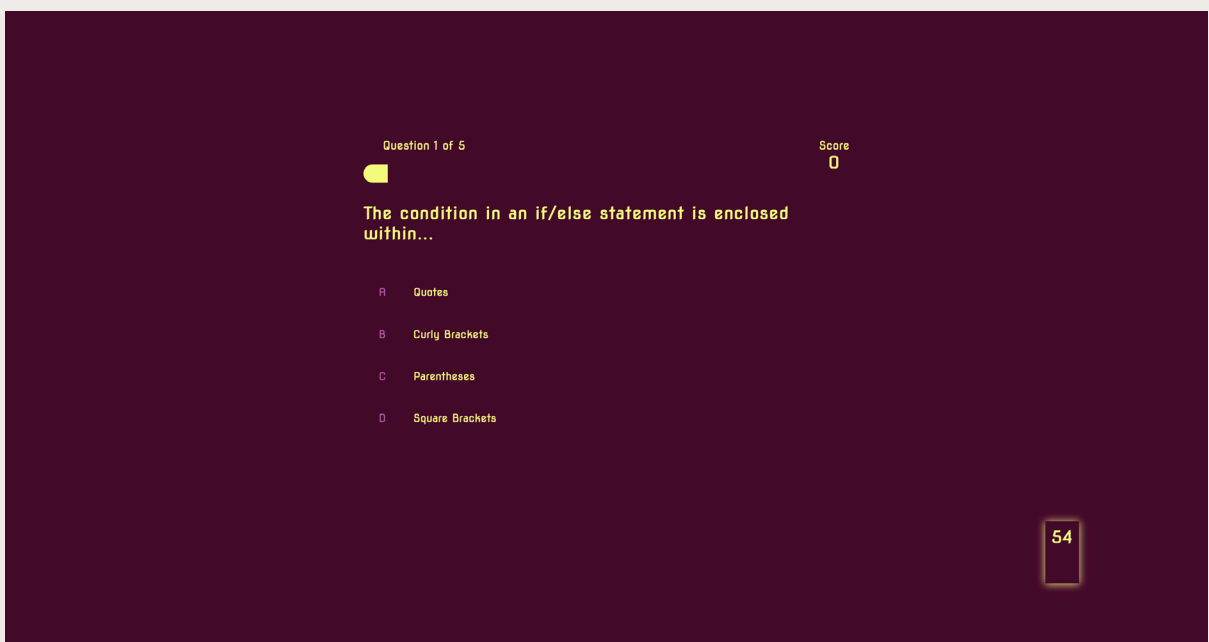 Question 1 of 5
Score
0
The condition in an if/else statement is enclosed
within...
A Quotes
B Curly Brackets
C Parentheses
D Square Brackets
54